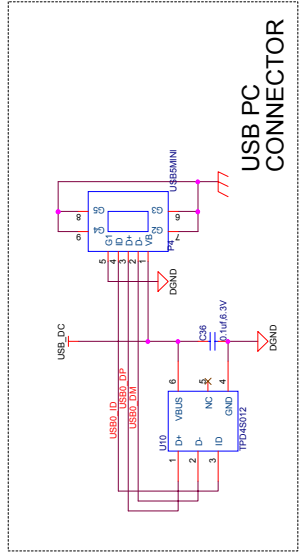 USB PC
CONNECTOR
USB5MINI
P4
G5
G4
G3
G2
8
9
6
7
G1
ID
D+
D-
VB
5
4
3
2
1
DGND
USB_DC
USB0_ID
USB0_DP
USB0_DM
C36
0.1uf,6.3V
DGND
U10
TPD4S012
VBUS
NC
GND
D+
D-
ID
6
5
4
1
2
3